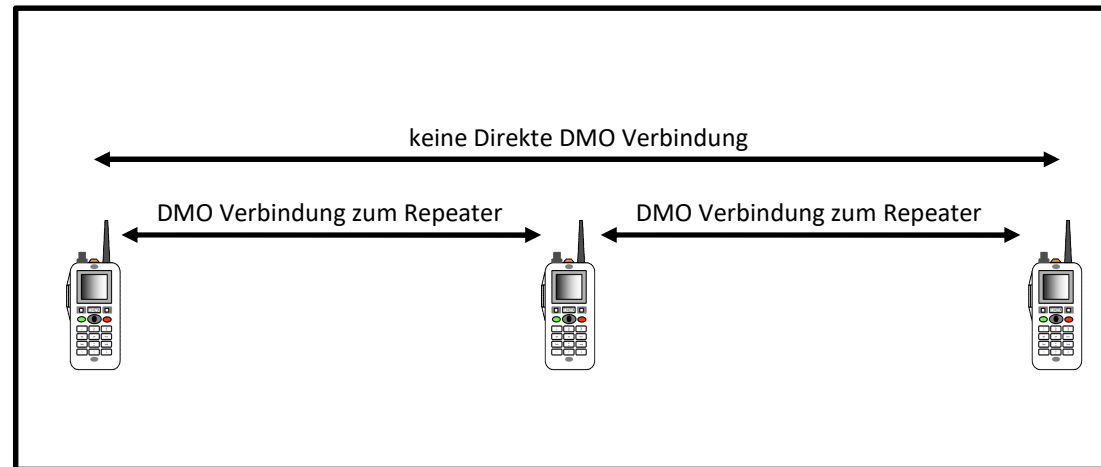 keine Direkte DMO Verbindung
DMO Verbindung zum Repeater
DMO Verbindung zum Repeater